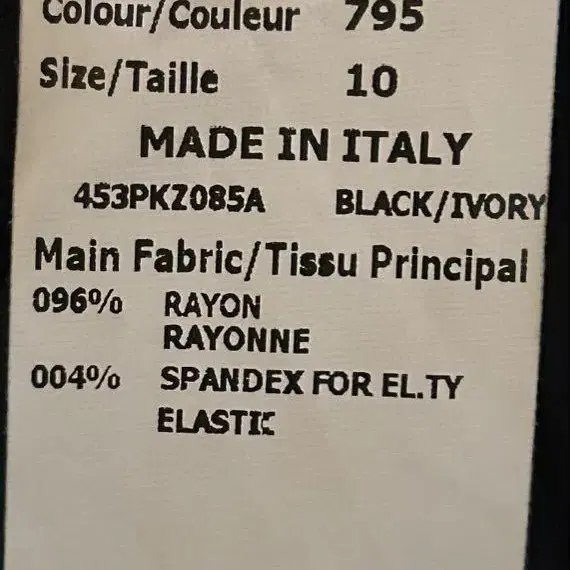 Colour/Couleur 795
Size/Taille 10
MADE IN ITALY
453PKZ085A BLACK/IVORY
Main Fabric/Tissu Principal
096% RAYON
RAYONNE
004% SPANDEX FOR EL.TY
ELASTIC